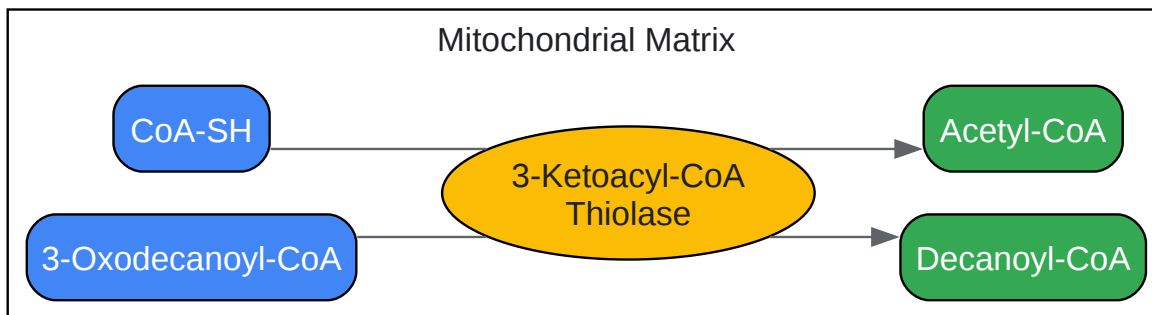 Mitochondrial Matrix
CoA-SH
Acetyl-CoA
3-Ketoacyl-CoA
Thiolase
3-Oxodecanoyl-CoA
Decanoyl-CoA